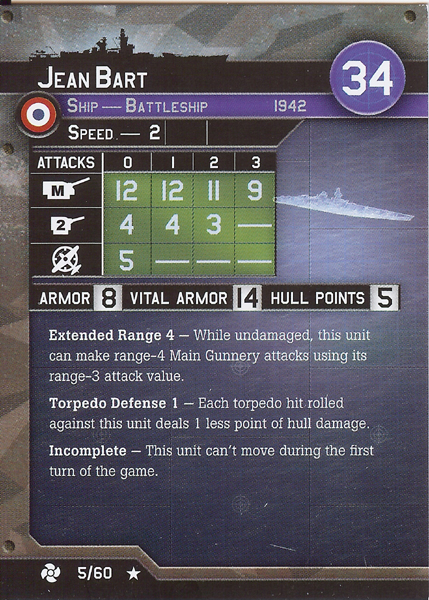 JEAN BART
34
SHIP — BATTLESHIP 1942
SPEED — 2
ATTACKS 0 1 2 3
M 12 12 11 9
2 4 4 3 —
5 — — —
ARMOR 8 VITAL ARMOR 14 HULL POINTS 5
Extended Range 4 – While undamaged, this unit
can make range-4 Main Gunnery attacks using its
range-3 attack value.
Torpedo Defense 1 – Each torpedo hit rolled
against this unit deals 1 less point of hull damage.
Incomplete – This unit can't move during the first
turn of the game.
5/60 ★